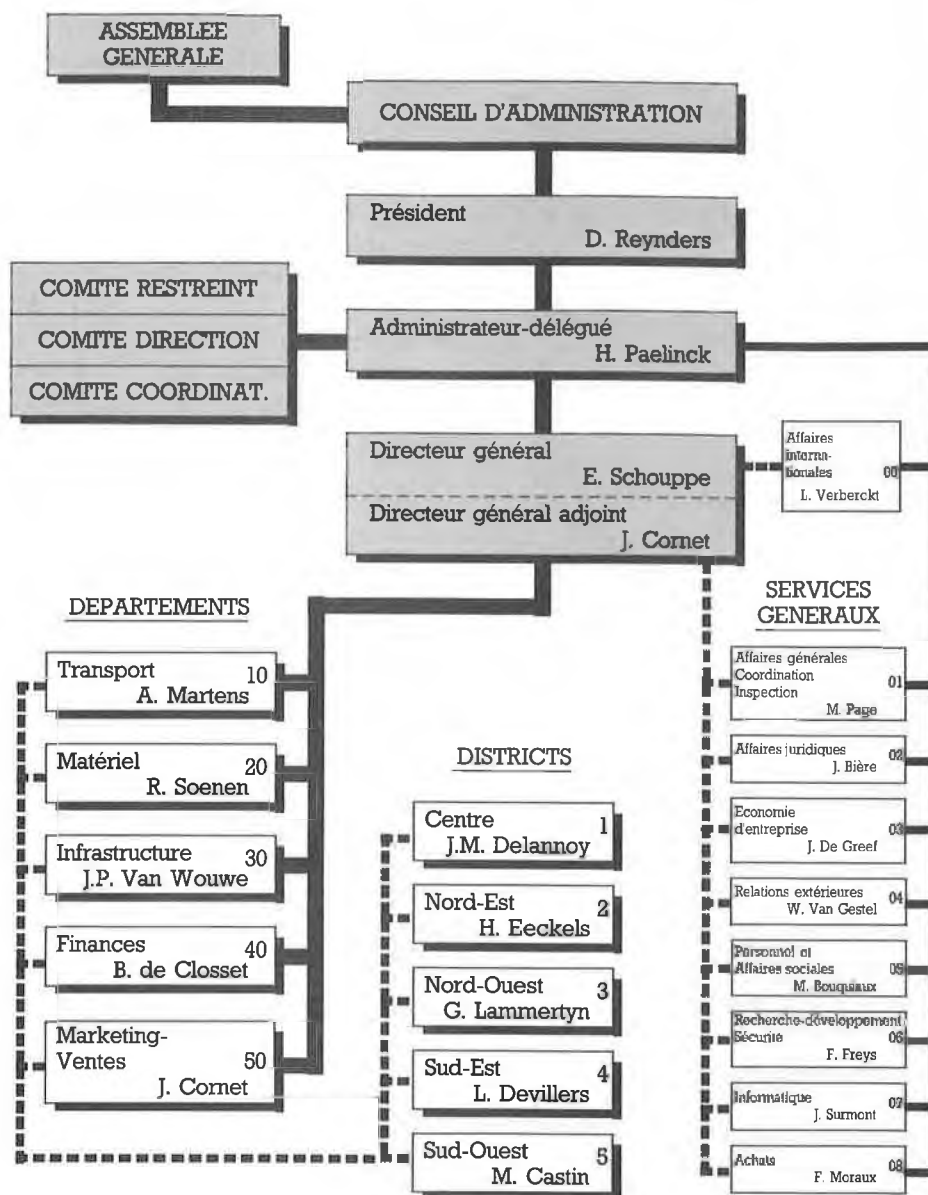 ASSEMBLEE
GENERALE
CONSEIL D'ADMINISTRATION
Président
D. Reynders
COMITE RESTREINT
COMITE DIRECTION
COMITE COORDINAT.
Administrateur-délégué
H. Paelinck
Directeur général
E. Schouppe
Directeur général adjoint
J. Cornet
Affaires
interna-
tionales 00
L. Verberckt
DEPARTEMENTS
Transport 10
A. Martens
Matériel 20
R. Soenen
Infrastructure 30
J.P. Van Wouwe
Finances 40
B. de Closset
Marketing-
Ventes 50
J. Cornet
DISTRICTS
Centre 1
J.M. Delannoy
Nord-Est 2
H. Eeckels
Nord-Ouest 3
G. Lammertyn
Sud-Est 4
L. Devillers
Sud-Ouest 5
M. Castin
SERVICES
GENERAUX
Affaires générales
Coordination 01
Inspection
M. Page
Affaires juridiques 02
J. Bière
Economie
d'entreprise 03
J. De Greef
Relations extérieures 04
W. Van Gestel
Personnel et
Affaires sociales 05
M. Bouquiaux
Recherche-développement
Sécurité 06
F. Freys
Informatique 07
J. Surmont
Achats 08
F. Moraux